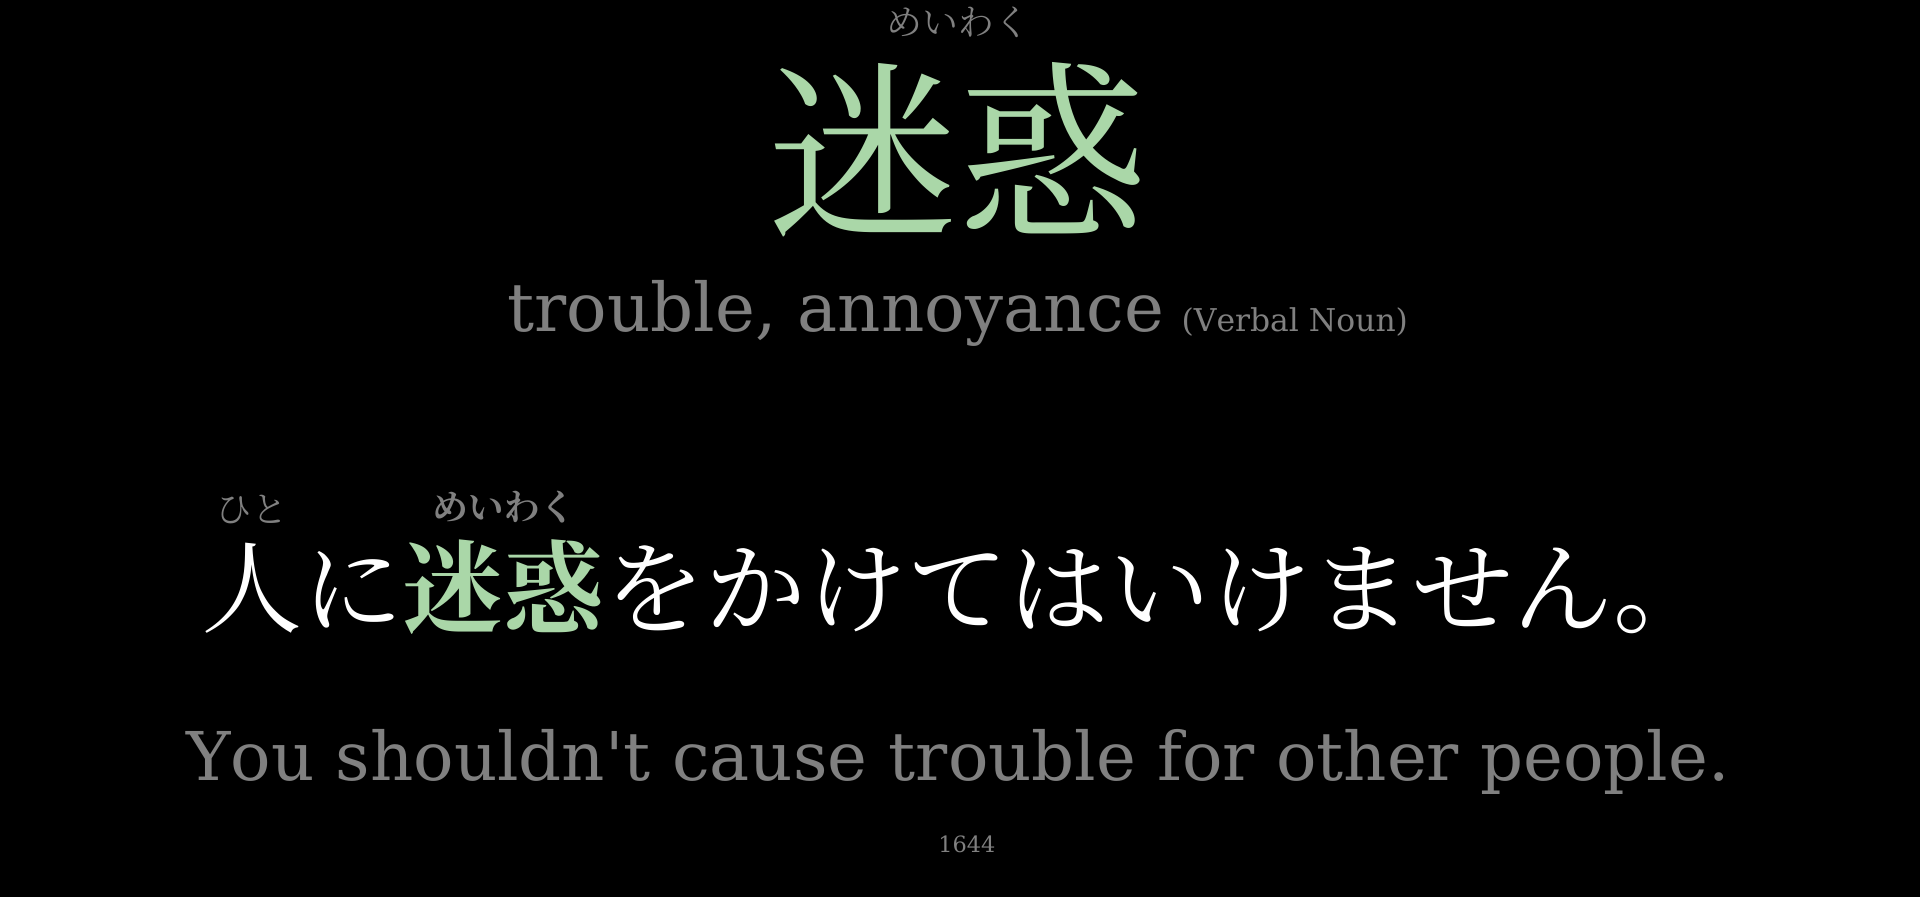 めいわく
迷惑
trouble, annoyance (Verbal Noun)
ひと めいわく
人に迷惑をかけてはいけません。
You shouldn't cause trouble for other people.
1644